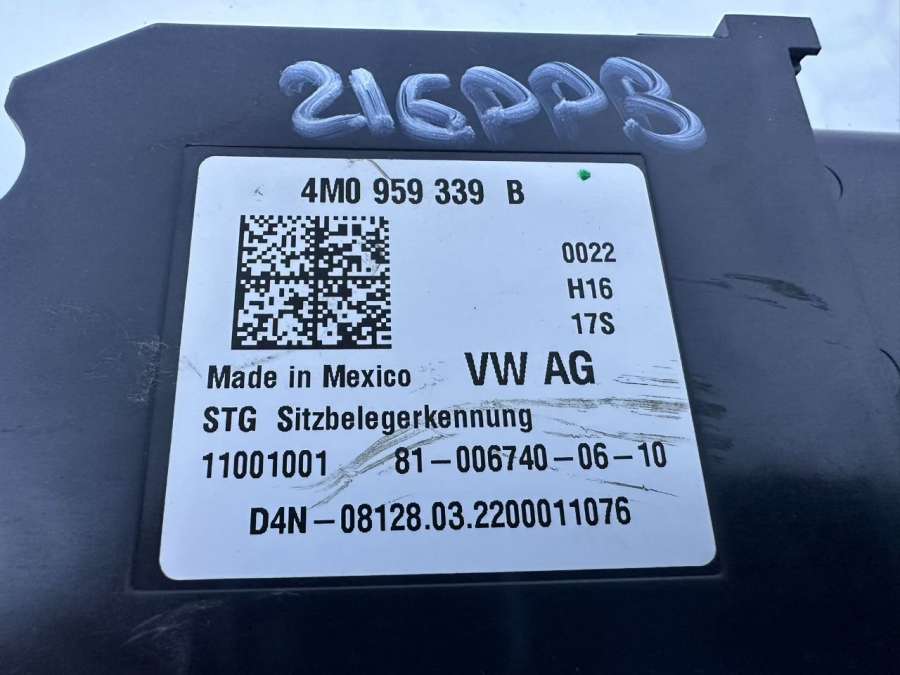 216PPB
4M0 959 339 B
0022
H16
17S
Made in Mexico VW AG
STG Sitzbelegerkennung
11001001 81-006740-06-10
D4N-08128.03.2200011076